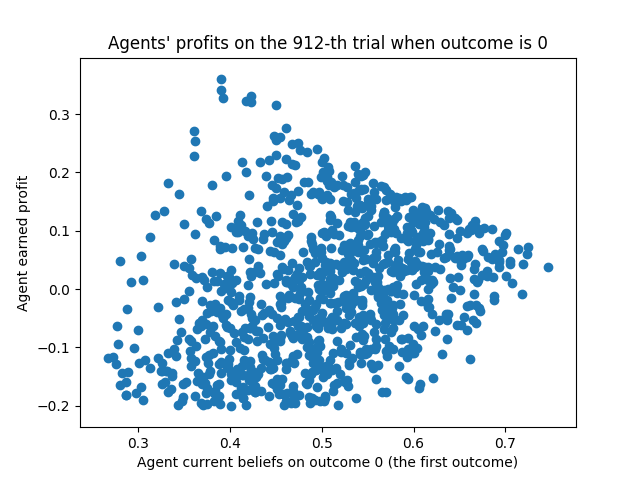 Agents' profits on the 912-th trial when outcome is 0
Agent earned profit
0.3
0.2
0.1
0.0
−0.1
−0.2
0.3 0.4 0.5 0.6 0.7
Agent current beliefs on outcome 0 (the first outcome)